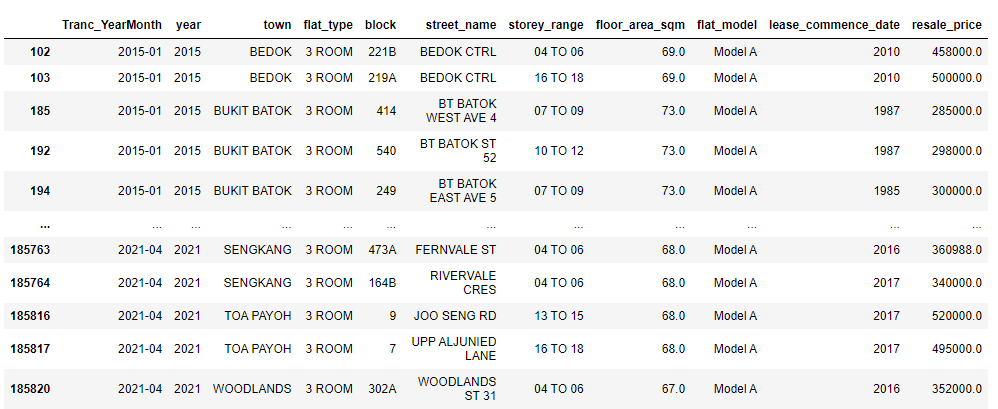 Tranc_YearMonth year town flat_type block street_name storey_range floor_area_sqm flat_model lease_commence_date resale_price
102 2015-01 2015 BEDOK 3 ROOM 221B BEDOK CTRL 04 TO 06 69.0 Model A 2010 458000.0
103 2015-01 2015 BEDOK 3 ROOM 219A BEDOK CTRL 16 TO 18 69.0 Model A 2010 500000.0
185 2015-01 2015 BUKIT BATOK 3 ROOM 414 BT BATOK WEST AVE 4 07 TO 09 73.0 Model A 1987 285000.0
192 2015-01 2015 BUKIT BATOK 3 ROOM 540 BT BATOK ST 52 10 TO 12 73.0 Model A 1987 298000.0
194 2015-01 2015 BUKIT BATOK 3 ROOM 249 BT BATOK EAST AVE 5 07 TO 09 73.0 Model A 1985 300000.0
... ... ... ... ... ... ... ... ... ... ... ...
185763 2021-04 2021 SENGKANG 3 ROOM 473A FERNVALE ST 04 TO 06 68.0 Model A 2016 360988.0
185764 2021-04 2021 SENGKANG 3 ROOM 164B RIVERVALE CRES 04 TO 06 68.0 Model A 2017 340000.0
185816 2021-04 2021 TOA PAYOH 3 ROOM 9 JOO SENG RD 13 TO 15 68.0 Model A 2017 520000.0
185817 2021-04 2021 TOA PAYOH 3 ROOM 7 UPP ALJUNIED LANE 16 TO 18 68.0 Model A 2017 495000.0
185820 2021-04 2021 WOODLANDS 3 ROOM 302A WOODLANDS ST 31 04 TO 06 67.0 Model A 2016 352000.0